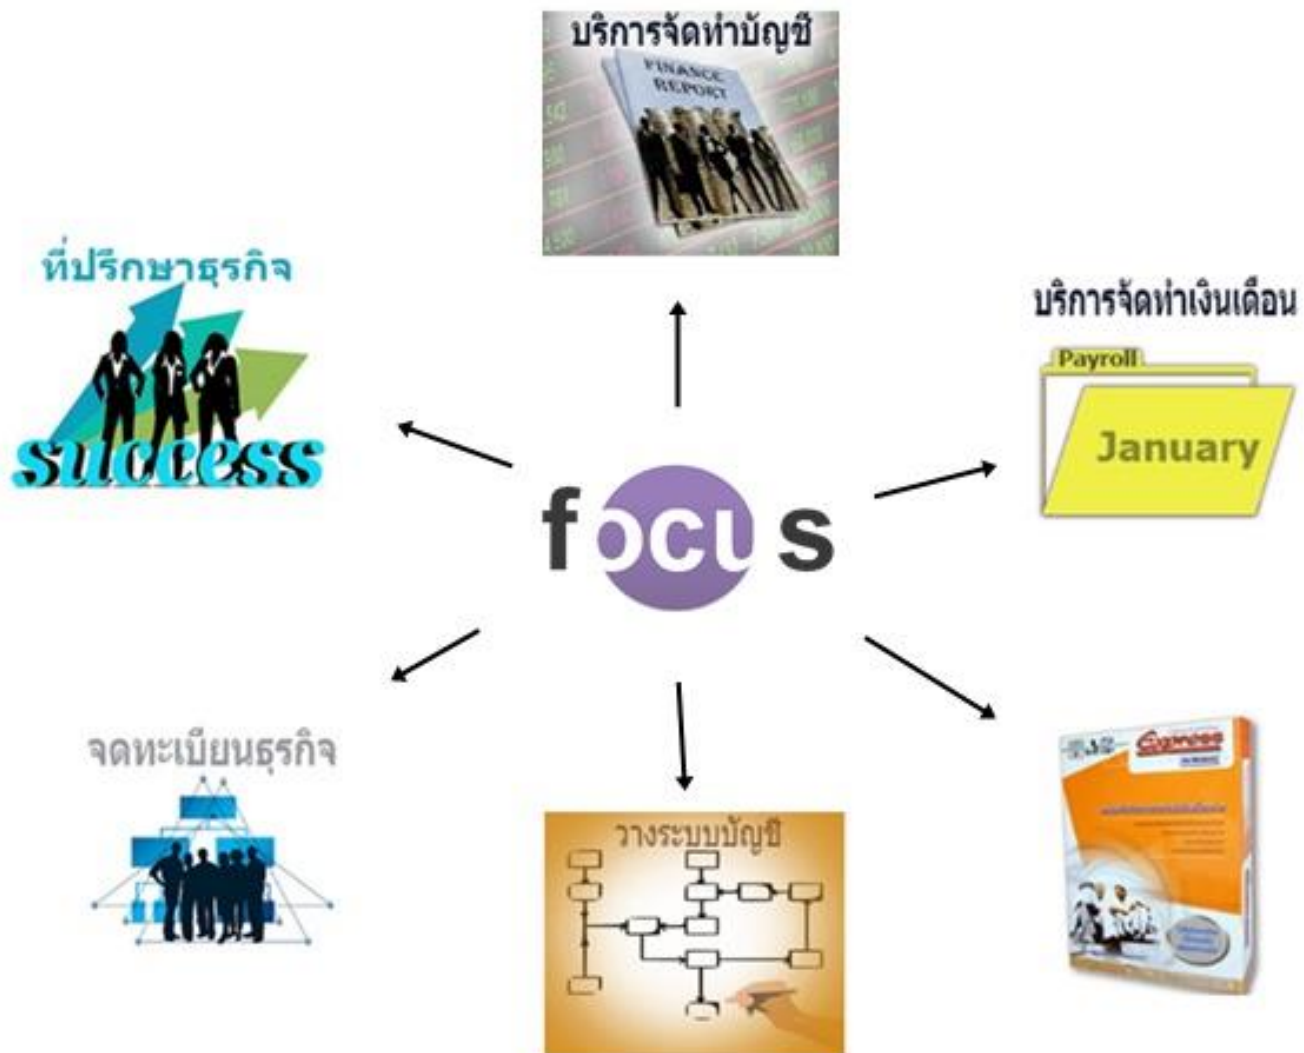 บริการจัดทำบัญชี
FINANCE
REPORT
ที่ปรึกษาธุรกิจ
success
บริการจัดทำเงินเดือน
Payroll
January
focus
จดทะเบียนธุรกิจ
วางระบบบัญชี
Express